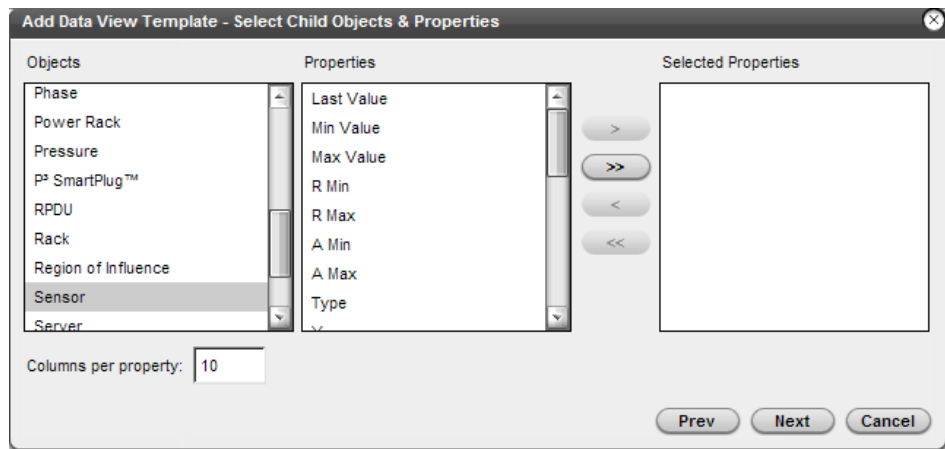 Add Data View Template - Select Child Objects & Properties
Objects
Properties
Selected Properties
Phase
Power Rack
Pressure
P³ SmartPlug™
RPDU
Rack
Region of Influence
Sensor
Server
Last Value
Min Value
Max Value
R Min
R Max
A Min
A Max
Type
>
>>
<
<<
Columns per property: 10
Prev
Next
Cancel